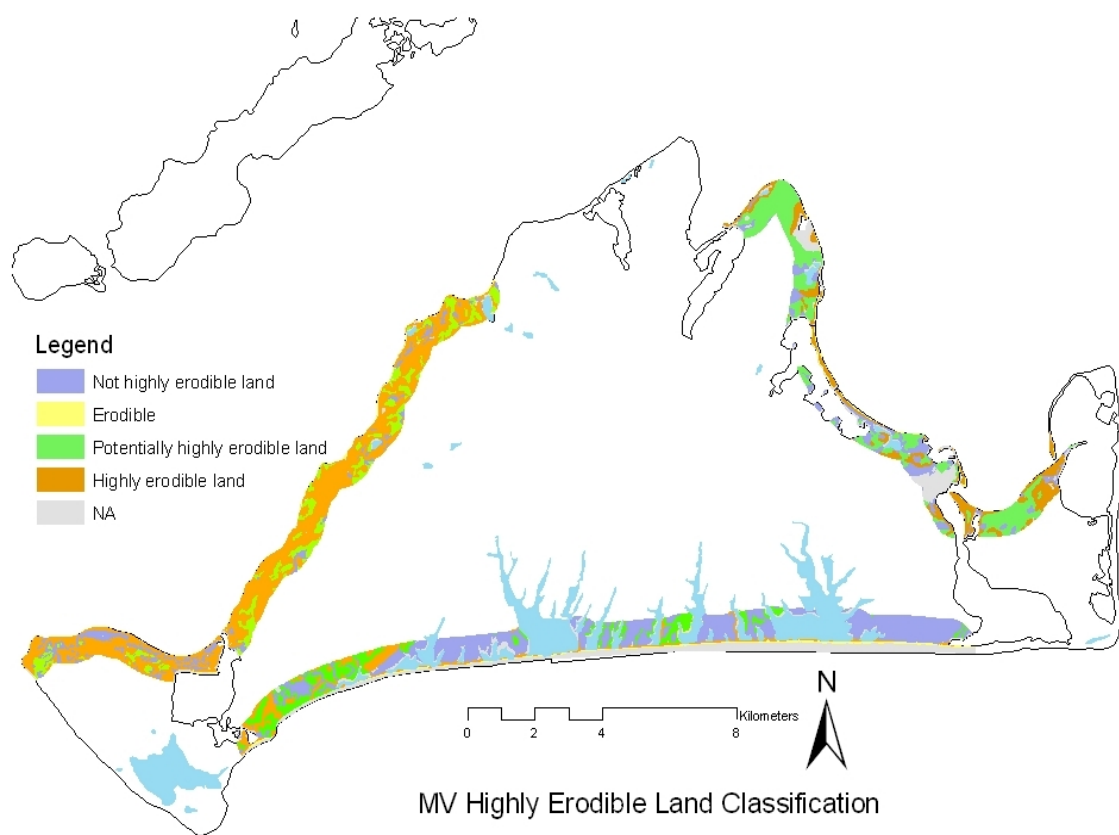 Legend
Not highly erodible land
Erodible
Potentially highly erodible land
Highly erodible land
NA
N
Kilometers
0 2 4 8
MV Highly Erodible Land Classification